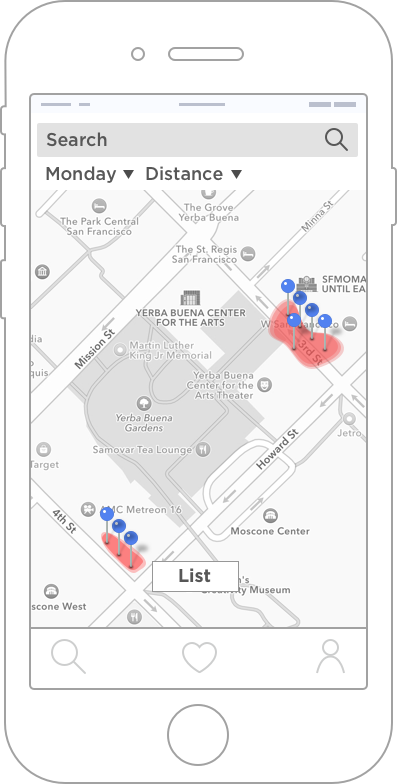 Search
Monday ▼ Distance ▼
The Grove
Yerba Buena
The Park Central
San Francisco
Minna St
The St. Regis
San Francisco
SFMOMA
UNTIL EA
YERBA BUENA CENTER
FOR THE ARTS
W San Francisco
3rd St
Mission St
dia
Martin Luther
King Jr Memorial
quis
Yerba Buena
Center for the
Arts Theater
Yerba Buena
Gardens
Jetro
Howard St
Samovar Tea Lounge
Target
AMC Metreon 16
4th St
Moscone Center
List
scone West
Creativity Museum